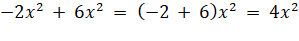 −2x² + 6x² = (−2 + 6)x² = 4x²